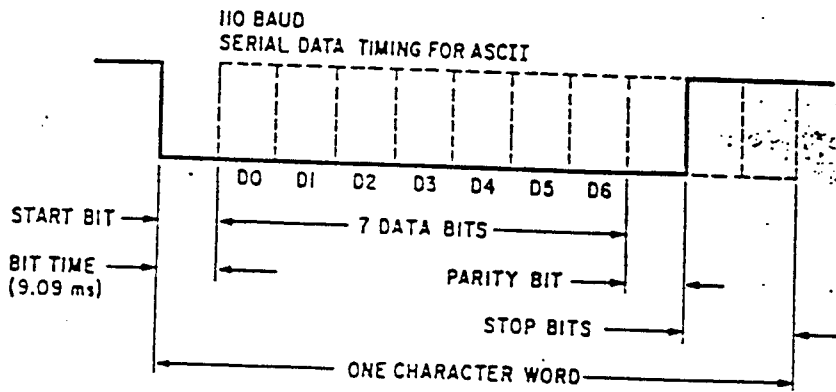 110 BAUD
SERIAL DATA TIMING FOR ASCII
D0 D1 D2 D3 D4 D5 D6
START BIT
7 DATA BITS
BIT TIME
(9.09 ms)
PARITY BIT
STOP BITS
ONE CHARACTER WORD